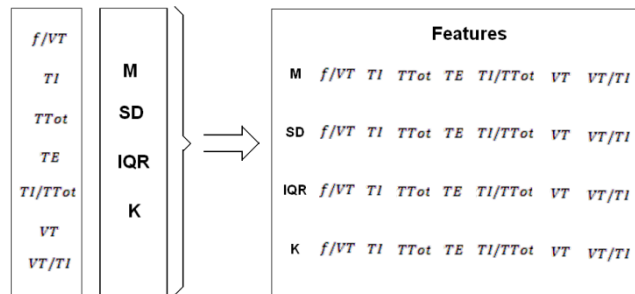 f/VT
TI
TTot
TE
TI/TTot
VT
VT/TI
M
SD
IQR
K
Features
M f/VT TI TTot TE TI/TTot VT VT/TI
SD f/VT TI TTot TE TI/TTot VT VT/TI
IQR f/VT TI TTot TE TI/TTot VT VT/TI
K f/VT TI TTot TE TI/TTot VT VT/TI